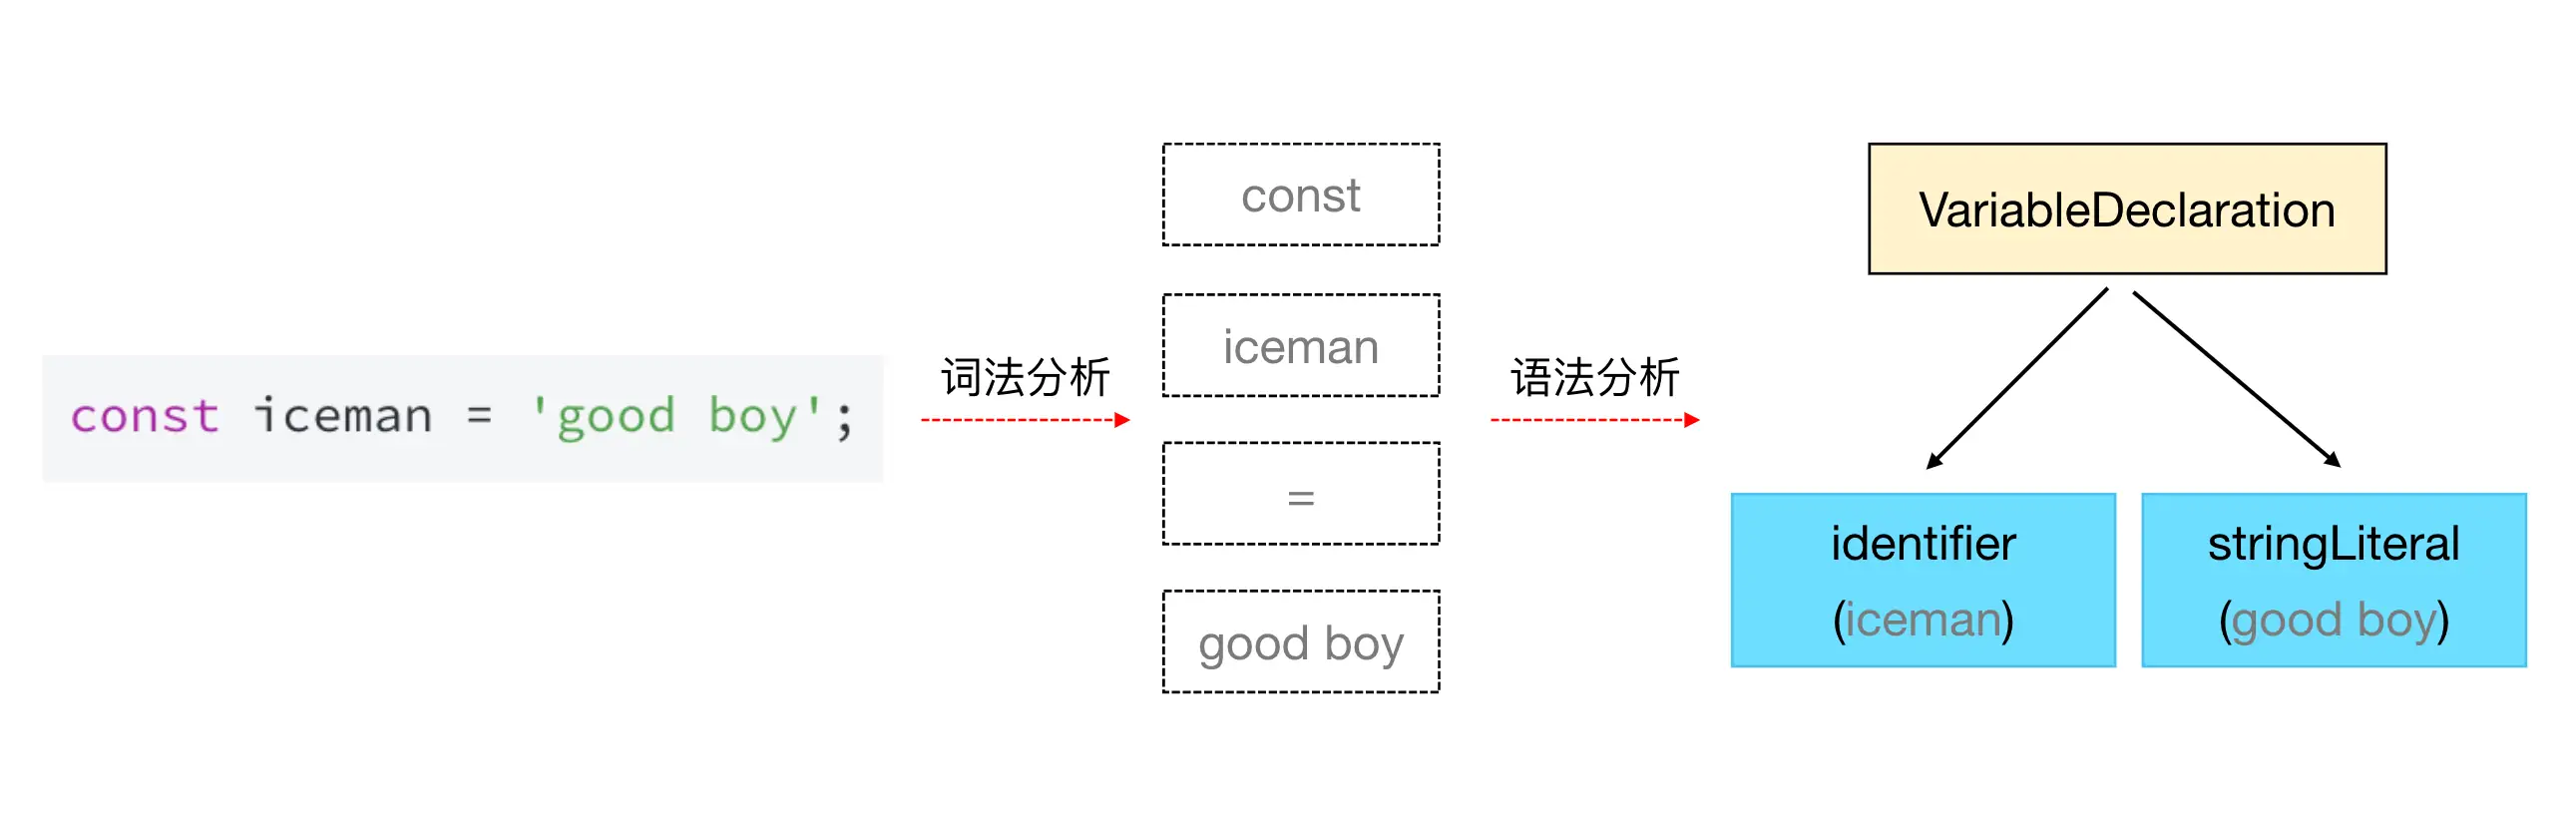 const iceman = 'good boy';
词法分析
const
iceman
=
good boy
语法分析
VariableDeclaration
identifier
(iceman)
stringLiteral
(good boy)